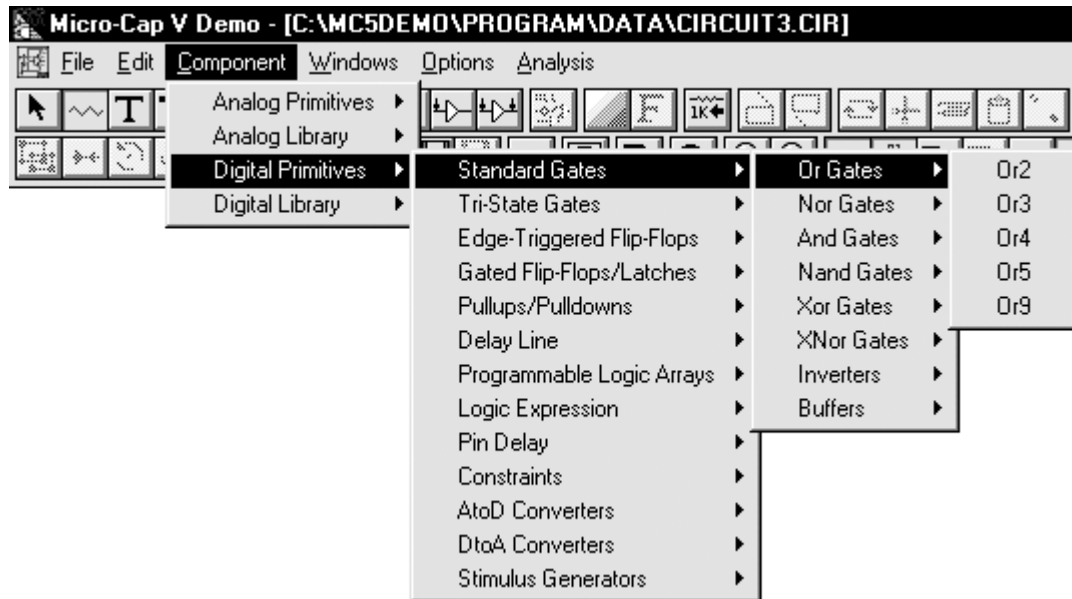 Micro-Cap V Demo - [C:\MC5DEMO\PROGRAM\DATA\CIRCUIT3.CIR]
File Edit Component Windows Options Analysis
T
F
1K
Analog Primitives
Analog Library
Digital Primitives
Digital Library
Standard Gates
Tri-State Gates
Edge-Triggered Flip-Flops
Gated Flip-Flops/Latches
Pullups/Pulldowns
Delay Line
Programmable Logic Arrays
Logic Expression
Pin Delay
Constraints
AtoD Converters
DtoA Converters
Stimulus Generators
Or Gates
Nor Gates
And Gates
Nand Gates
Xor Gates
XNor Gates
Inverters
Buffers
Or2
Or3
Or4
Or5
Or9